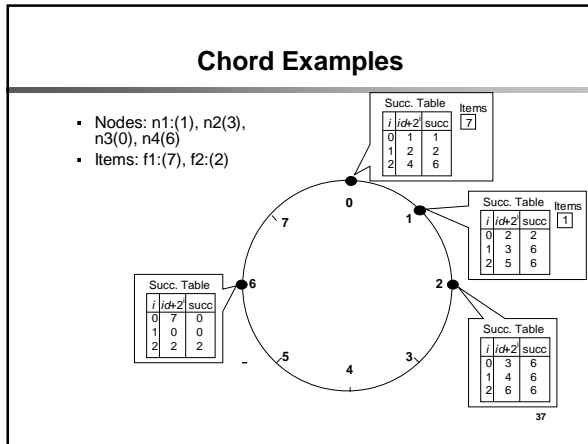 Chord Examples
▪ Nodes: n1:(1), n2(3),
n3(0), n4(6)
▪ Items: f1:(7), f2:(2)
Succ. Table
i id+2^i succ
0 1 1
1 2 2
2 4 6
Items
7
Succ. Table
i id+2^i succ
0 2 2
1 3 6
2 5 6
Items
1
Succ. Table
i id+2^i succ
0 7 0
1 0 0
2 2 2
Succ. Table
i id+2^i succ
0 3 6
1 4 6
2 6 6
0
1
2
3
4
5
6
7
37